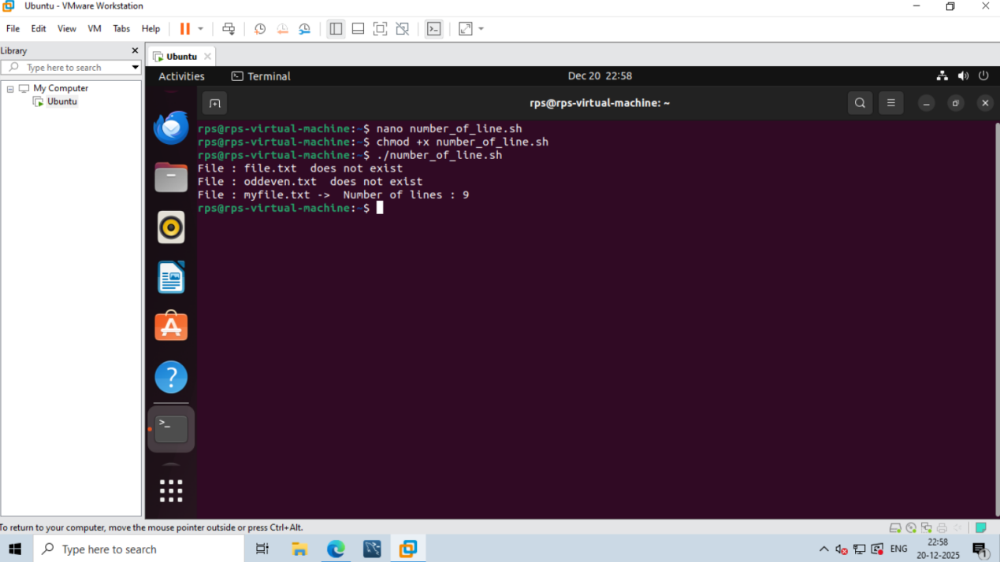 Ubuntu - VMware Workstation
File Edit View VM Tabs Help
Library
Type here to search
My Computer
Ubuntu
Ubuntu
Activities Terminal Dec 20 22:58
rps@rps-virtual-machine: ~
rps@rps-virtual-machine:~$ nano number_of_line.sh
rps@rps-virtual-machine:~$ chmod +x number_of_line.sh
rps@rps-virtual-machine:~$ ./number_of_line.sh
File : file.txt  does not exist
File : oddeven.txt  does not exist
File : myfile.txt ->  Number of lines : 9
rps@rps-virtual-machine:~$
To return to your computer, move the mouse pointer outside or press Ctrl+Alt.
Type here to search
ENG
22:58
20-12-2025
1